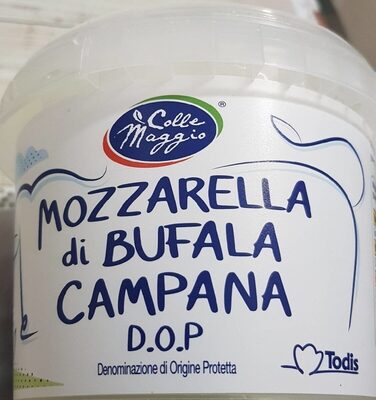 Colle
Maggio
®
MOZZARELLA
di BUFALA
CAMPANA
D.O.P
Denominazione di Origine Protetta
Todis